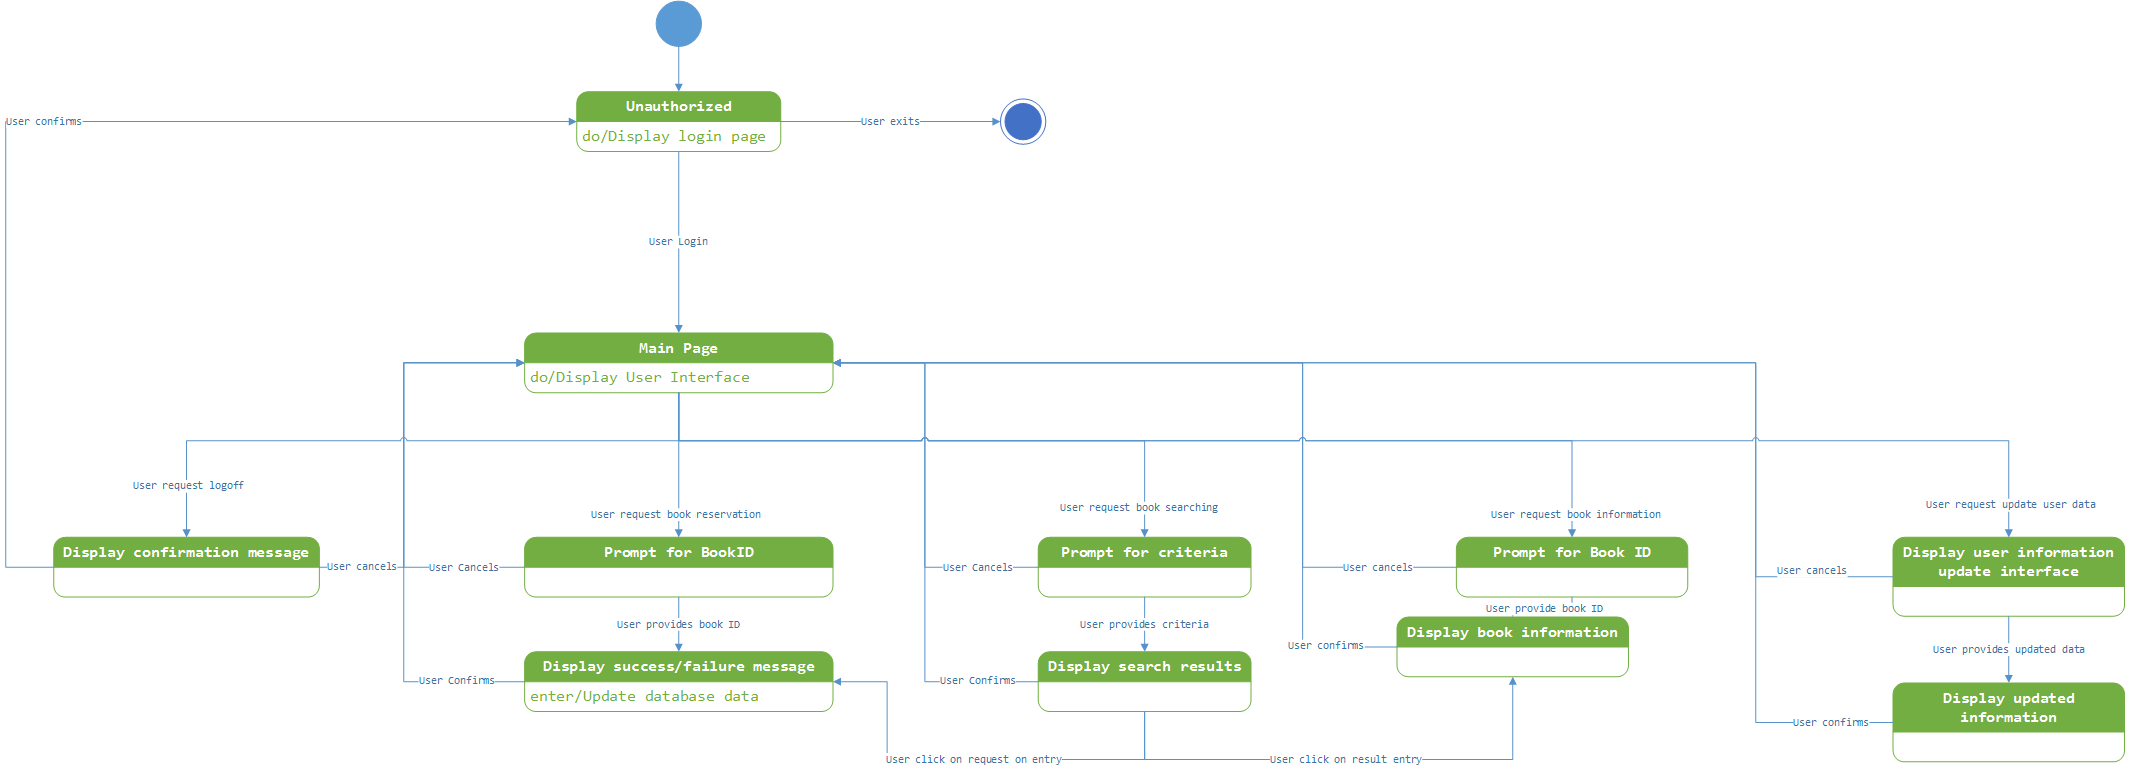 Unauthorized
do/Display login page
User confirms
User exits
User Login
Main Page
do/Display User Interface
User request logoff
User request book reservation
User request book searching
User request book information
User request update user data
Display confirmation message
User cancels
User Cancels
Prompt for BookID
User Cancels
Prompt for criteria
User cancels
Prompt for Book ID
User cancels
Display user information
update interface
User provides book ID
User provides criteria
User provide book ID
User provides updated data
User Confirms
Display success/failure message
enter/Update database data
User Confirms
Display search results
User confirms
Display book information
User confirms
Display updated
information
User click on request on entry
User click on result entry